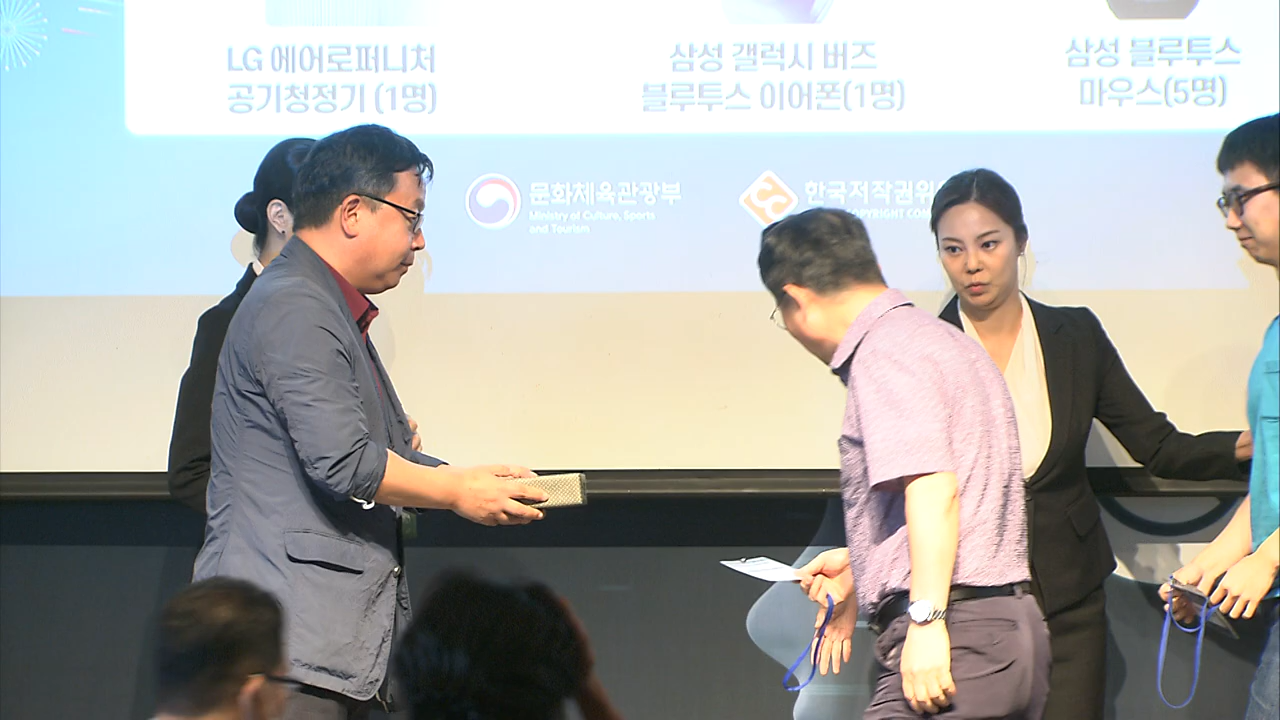 LG 에어로퍼니처
공기청정기 (1명)
삼성 갤럭시 버즈
블루투스 이어폰(1명)
삼성 블루투스
마우스(5명)
문화체육관광부
Ministry of Culture, Sports
and Tourism
한국저작권위
COPYRIGHT COM